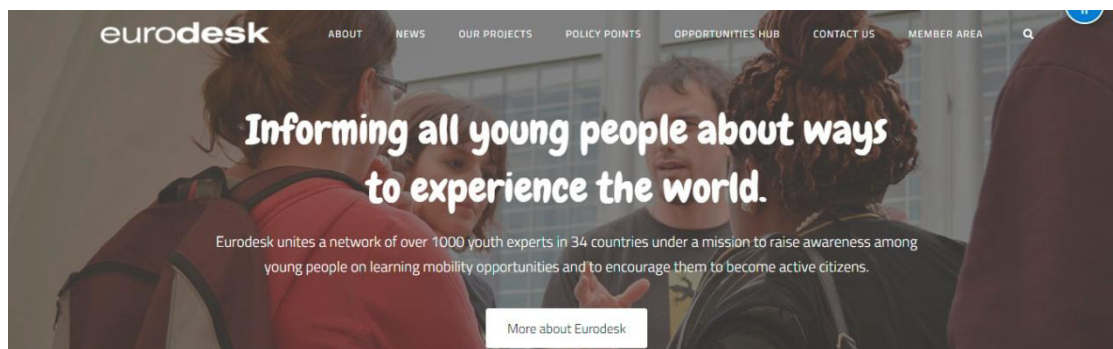 eurodesk
ABOUT NEWS OUR PROJECTS POLICY POINTS OPPORTUNITIES HUB CONTACT US MEMBER AREA
Informing all young people about ways
to experience the world.
Eurodesk unites a network of over 1000 youth experts in 34 countries under a mission to raise awareness among
young people on learning mobility opportunities and to encourage them to become active citizens.
More about Eurodesk